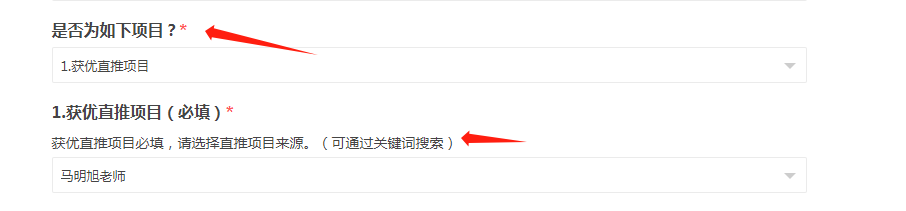 是否为如下项目？*
1.获优直推项目
1.获优直推项目（必填）*
获优直推项目必填，请选择直推项目来源。（可通过关键词搜索）
马明旭老师